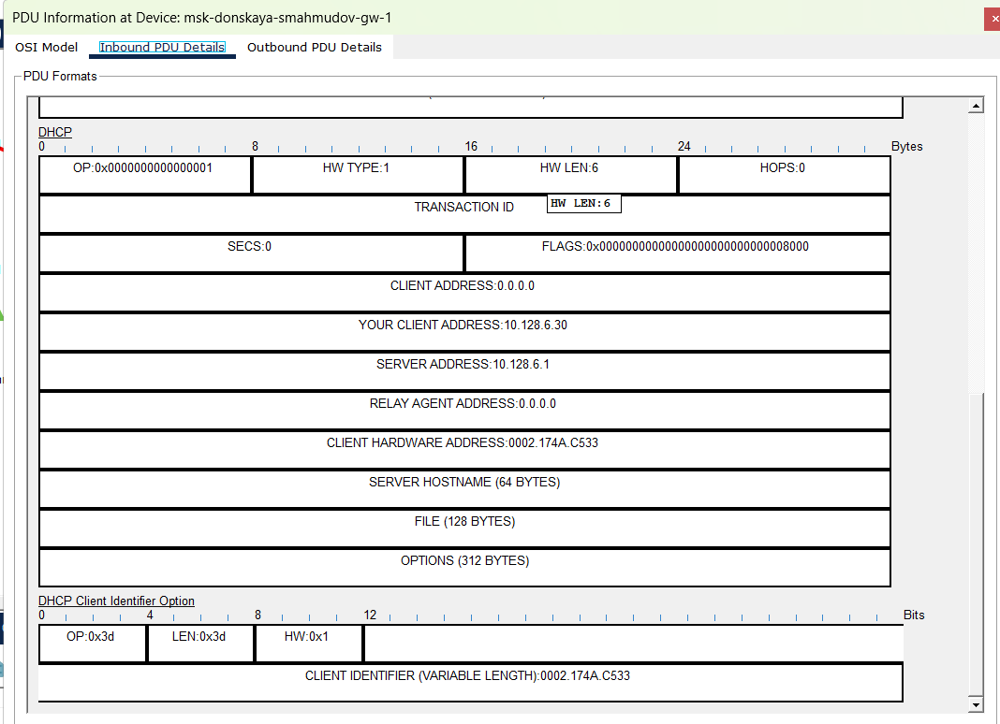 PDU Information at Device: msk-donskaya-smahmudov-gw-1
OSI Model Inbound PDU Details Outbound PDU Details
PDU Formats
DHCP
0 8 16 24 Bytes
OP:0x0000000000000001 HW TYPE:1 HW LEN:6 HOPS:0
TRANSACTION ID HW LEN:6
SECS:0 FLAGS:0x00000000000000000000000000008000
CLIENT ADDRESS:0.0.0.0
YOUR CLIENT ADDRESS:10.128.6.30
SERVER ADDRESS:10.128.6.1
RELAY AGENT ADDRESS:0.0.0.0
CLIENT HARDWARE ADDRESS:0002.174A.C533
SERVER HOSTNAME (64 BYTES)
FILE (128 BYTES)
OPTIONS (312 BYTES)
DHCP Client Identifier Option
0 4 8 12 Bits
OP:0x3d LEN:0x3d HW:0x1
CLIENT IDENTIFIER (VARIABLE LENGTH):0002.174A.C533